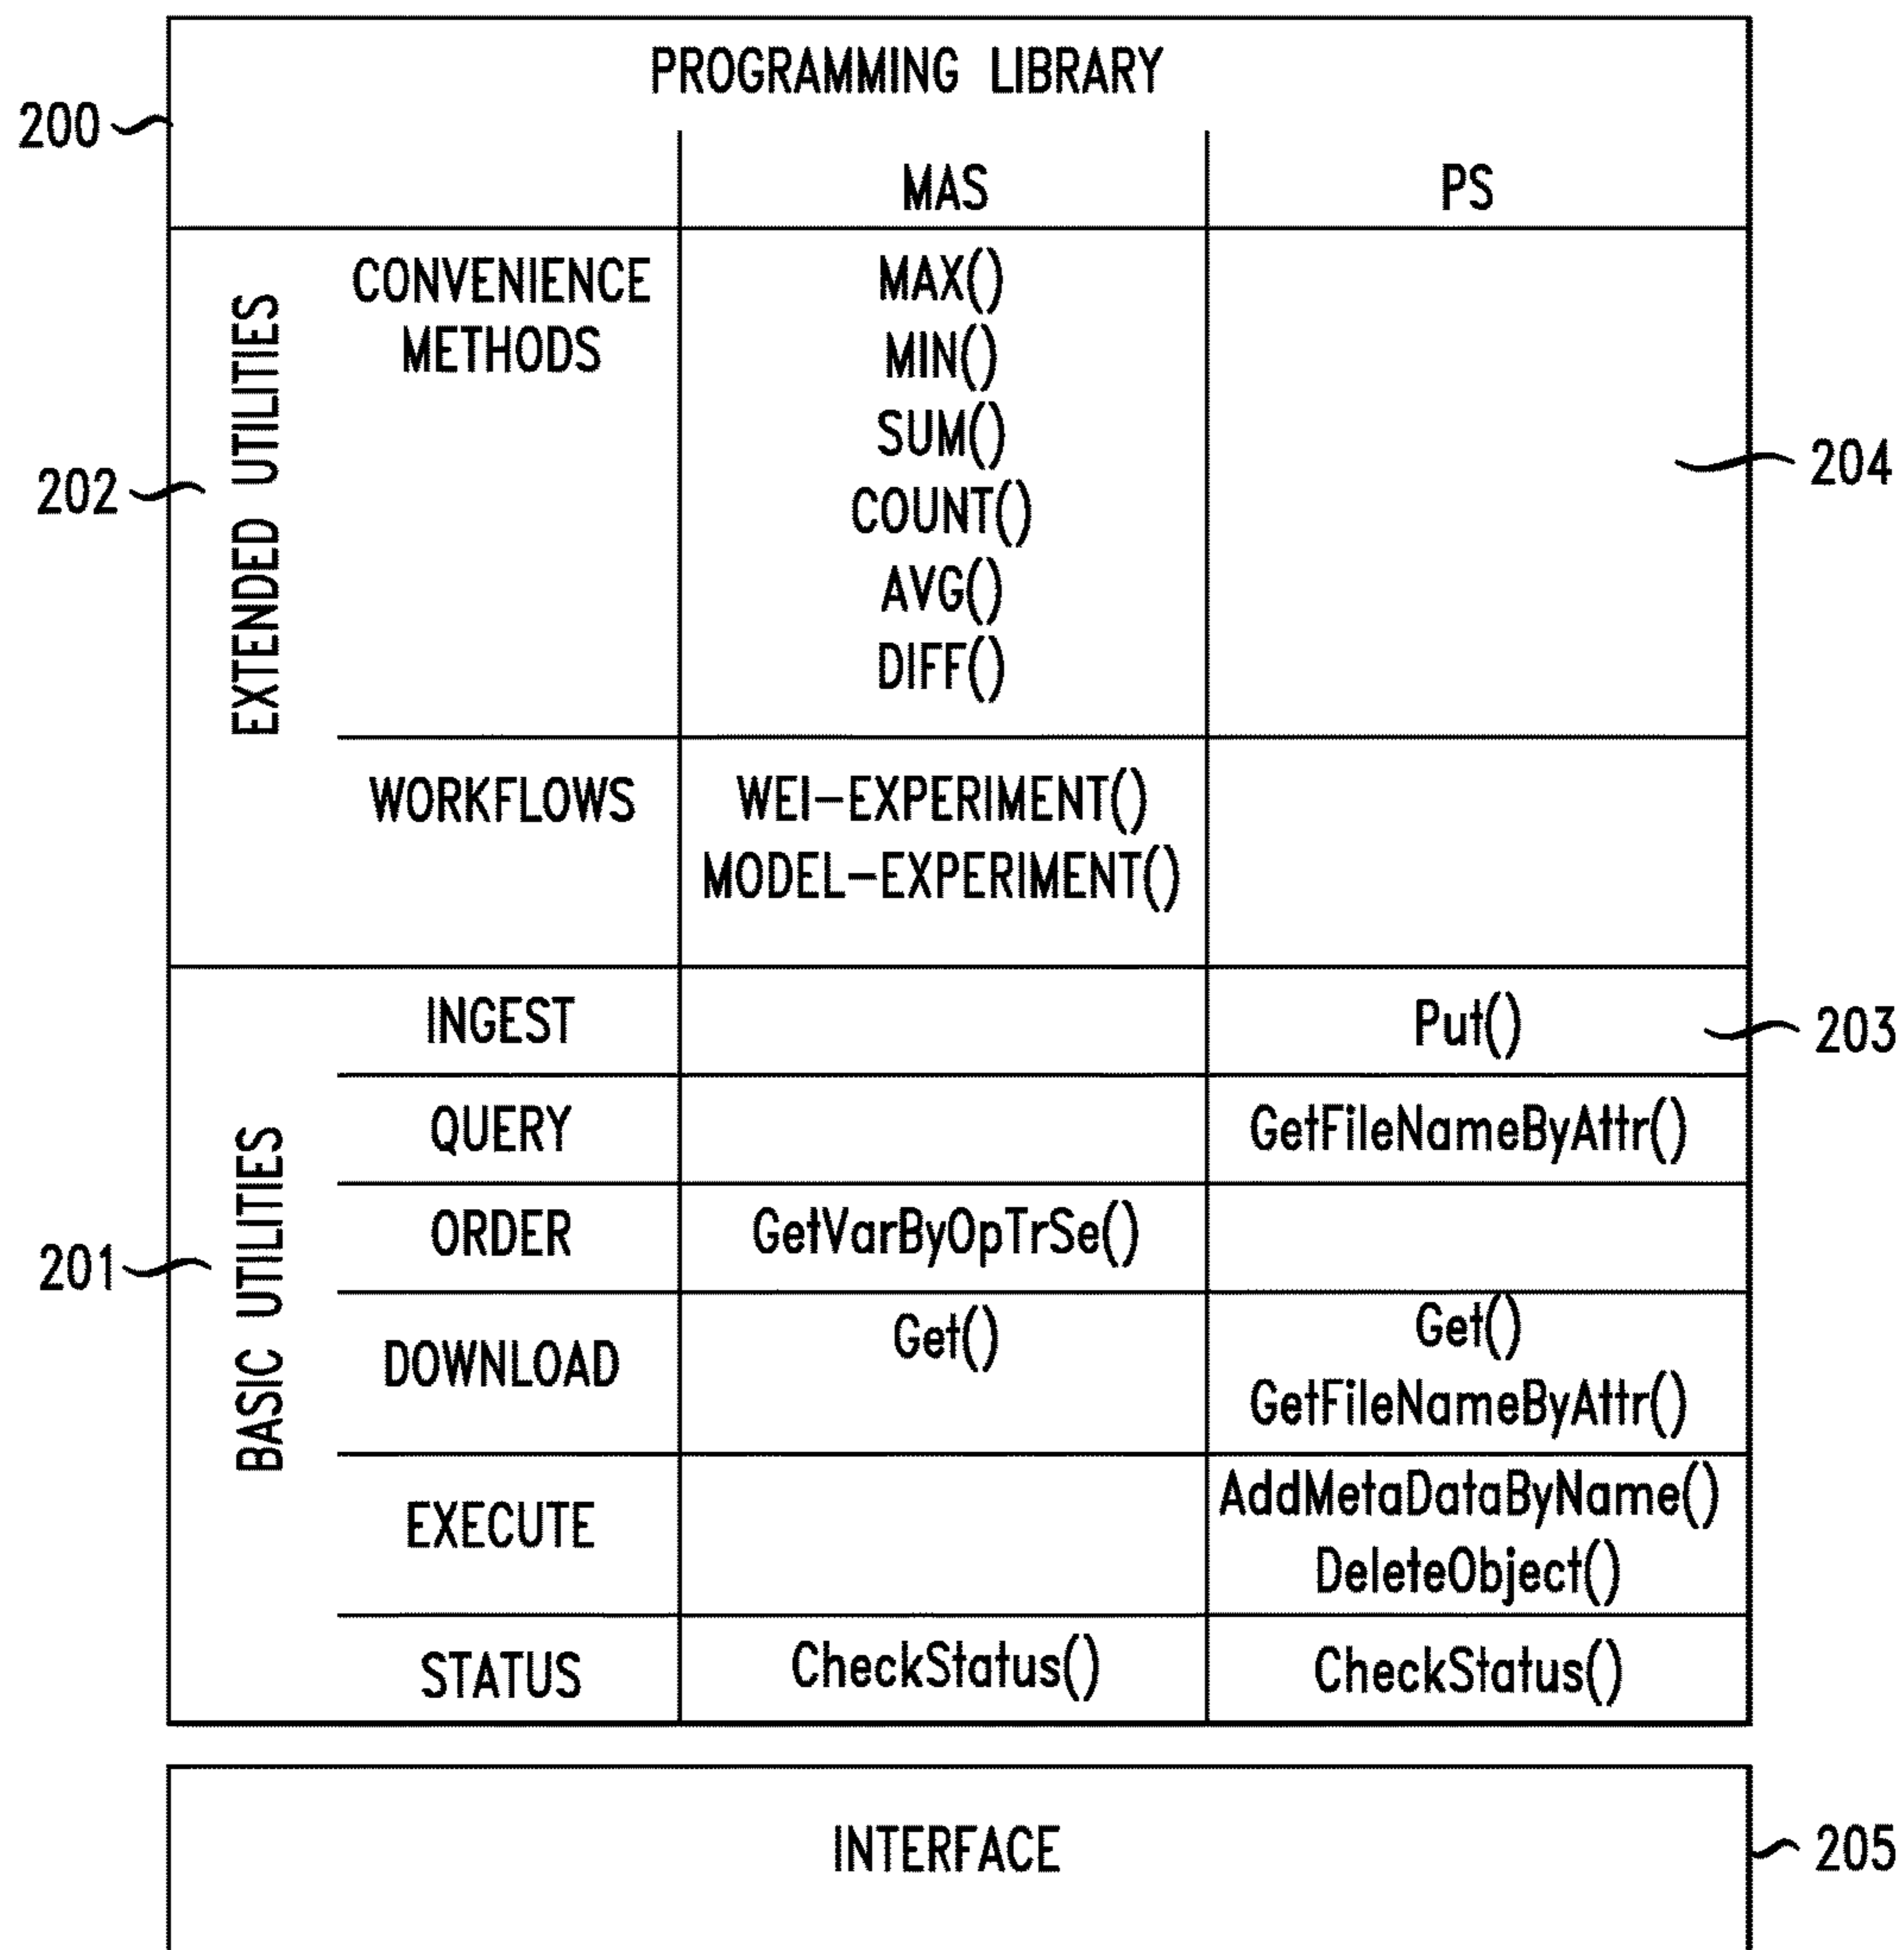 PROGRAMMING LIBRARY
200
MAS PS
EXTENDED UTILITIES
202
CONVENIENCE
METHODS
MAX()
MIN()
SUM()
COUNT()
AVG()
DIFF()
204
WORKFLOWS
WEI-EXPERIMENT()
MODEL-EXPERIMENT()
BASIC UTILITIES
201
INGEST Put()
203
QUERY GetFileNameByAttr()
ORDER GetVarByOpTrSe()
DOWNLOAD Get() Get()
GetFileNameByAttr()
EXECUTE AddMetaDataByName()
DeleteObject()
STATUS CheckStatus() CheckStatus()
INTERFACE
205